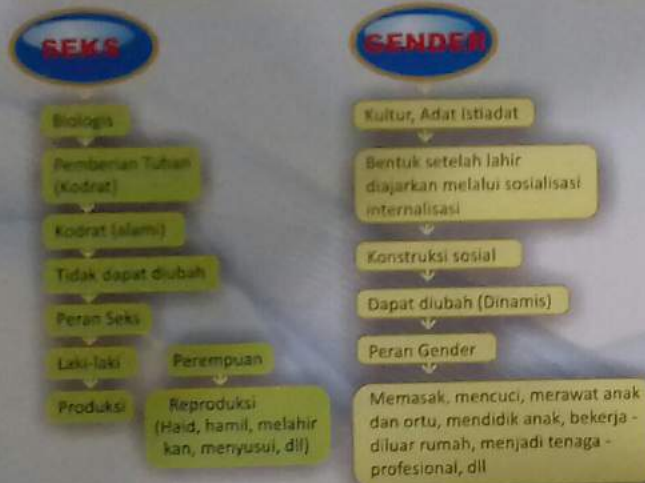 SEKS
Biologis
Pemberian Tuhan
(Kodrat)
Kodrat (alami)
Tidak dapat diubah
Peran Seks
Laki-laki
Produksi
Perempuan
Reproduksi
(Haid, hamil, melahir
kan, menyusui, dll)
GENDER
Kultur, Adat istiadat
Bentuk setelah lahir
diajarkan melalui sosialisasi
internalisasi
Konstruksi sosial
Dapat diubah (Dinamis)
Peran Gender
Memasak, mencuci, merawat anak
dan ortu, mendidik anak, bekerja -
diluar rumah, menjadi tenaga -
profesional, dll